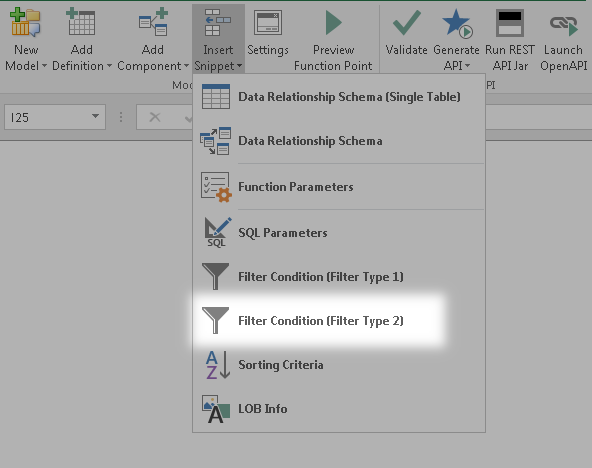 New Add Add Insert Settings Preview Validate Generate Run REST Launch
Model Definition Component Snippet Function Point API API Jar OpenAPI
Mod PI
I25
Data Relationship Schema (Single Table)
Data Relationship Schema
Function Parameters
SQL SQL Parameters
Filter Condition (Filter Type 1)
Filter Condition (Filter Type 2)
A Z Sorting Criteria
A LOB Info